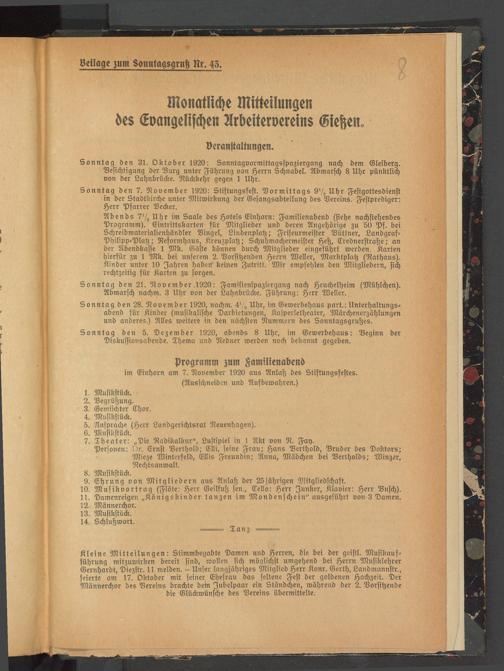 Beilage zum Sonntagsgruß Nr. 43.
8
Monatliche Mitteilungen
des Evangelischen Arbeitervereins Gießen.
Veranstaltungen.
Sonntag den 31. Oktober 1920: Sonntagvormittagsspaziergang nach dem Gleiberg.
Besichtigung der Burg unter Führung von Herrn Schnabel. Abmarsch 8 Uhr pünktlich
von der Lahnbrücke. Rückkehr gegen 1 Uhr.
Sonntag den 7. November 1920: Stiftungsfest. Vormittags 9½ Uhr Festgottesdienst
in der Stadtkirche unter Mitwirkung der Gesangsabteilung des Vereins. Festprediger:
Herr Pfarrer Becker.
Abends 7½ Uhr im Saale des Hotels Einhorn: Familienabend (siehe nachstehendes
Programm), Eintrittskarten für Mitglieder und deren Angehörige zu 50 Pf. bei
Schreibmaterialienhändler Bingel, Lindenplatz; Friseurmeister Büttner, Landgraf-
Philipp-Platz; Reformhaus, Kreuzplatz; Schuhmachermeister Heß, Crednerstraße; an
der Abendkasse 1 Mk. Gäste können durch Mitglieder eingeführt werden. Karten
hierfür zu 1 Mk. bei unserem 2. Vorsitzenden Herrn Weller, Marktplatz (Rathaus).
Kinder unter 10 Jahren haben keinen Zutritt. Wir empfehlen den Mitgliedern, sich
rechtzeitig für Karten zu sorgen.
Sonntag den 21. November 1920: Familienspaziergang nach Heuchelheim (Mühlchen).
Abmarsch nachm. 3 Uhr von der Lahnbrücke. Führung: Herr Weller.
Sonntag den 28. November 1920, nachm. 4½ Uhr, im Gewerbehaus part.: Unterhaltungs-
abend für Kinder (musikalische Darbietungen, Kasperletheater, Märchenerzählungen
und anderes.) Alles weitere in den nächsten Nummern des Sonntagsgrußes.
Sonntag den 5. Dezember 1920, abends 8 Uhr, im Gewerbehaus: Beginn der
Diskussionsabende. Thema und Redner werden noch bekannt gegeben.
Programm zum Familienabend
im Einhorn am 7. November 1920 aus Anlaß des Stiftungsfestes.
(Ausschneiden und Aufbewahren.)
1. Musikstück.
2. Begrüßung.
3. Gemischter Chor.
4. Musikstück.
5. Ansprache (Herr Landgerichtsrat Neuenhagen).
6. Musikstück.
7. Theater: „Die Radikalkur“, Lustspiel in 1 Akt von N. Fay.
Personen: Dr. Ernst Berthold; Elli, seine Frau; Hans Berthold, Bruder des Doktors;
Mieze Winterfeld, Ellis Freundin; Anna, Mädchen bei Bertholds; Winzer,
Rechtsanwalt.
8. Musikstück.
9. Ehrung von Mitgliedern aus Anlaß der 25jährigen Mitgliedschaft.
10. Musikvortrag (Flöte: Herr Geilfuß sen., Cello: Herr Juncker, Klavier: Herr Busch).
11. Damenreigen „Königskinder tanzen im Mondenschein“ ausgeführt von 3 Damen.
12. Männerchor.
13. Musikstück.
14. Schlußwort.
Tanz
Kleine Mitteilungen: Stimmbegabte Damen und Herren, die bei der geistl. Musikauf-
führung mitzuwirken bereit sind, wollen sich möglichst umgehend bei Herrn Musiklehrer
Gernhardt, Diezstr. 11 melden. – Unser langjähriges Mitglied Herr Konr. Gerth, Landmannstr.,
feierte am 17. Oktober mit seiner Ehefrau das seltene Fest der goldenen Hochzeit. Der
Männerchor des Vereins brachte dem Jubelpaar ein Ständchen, während der 2. Vorsitzende
die Glückwünsche des Vereins übermittelte.